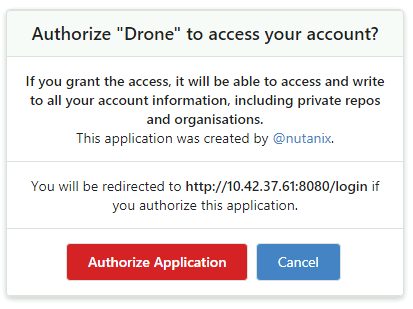 Authorize "Drone" to access your account?
If you grant the access, it will be able to access and write
to all your account information, including private repos
and organisations.
This application was created by @nutanix.
You will be redirected to http://10.42.37.61:8080/login if
you authorize this application.
Authorize Application
Cancel